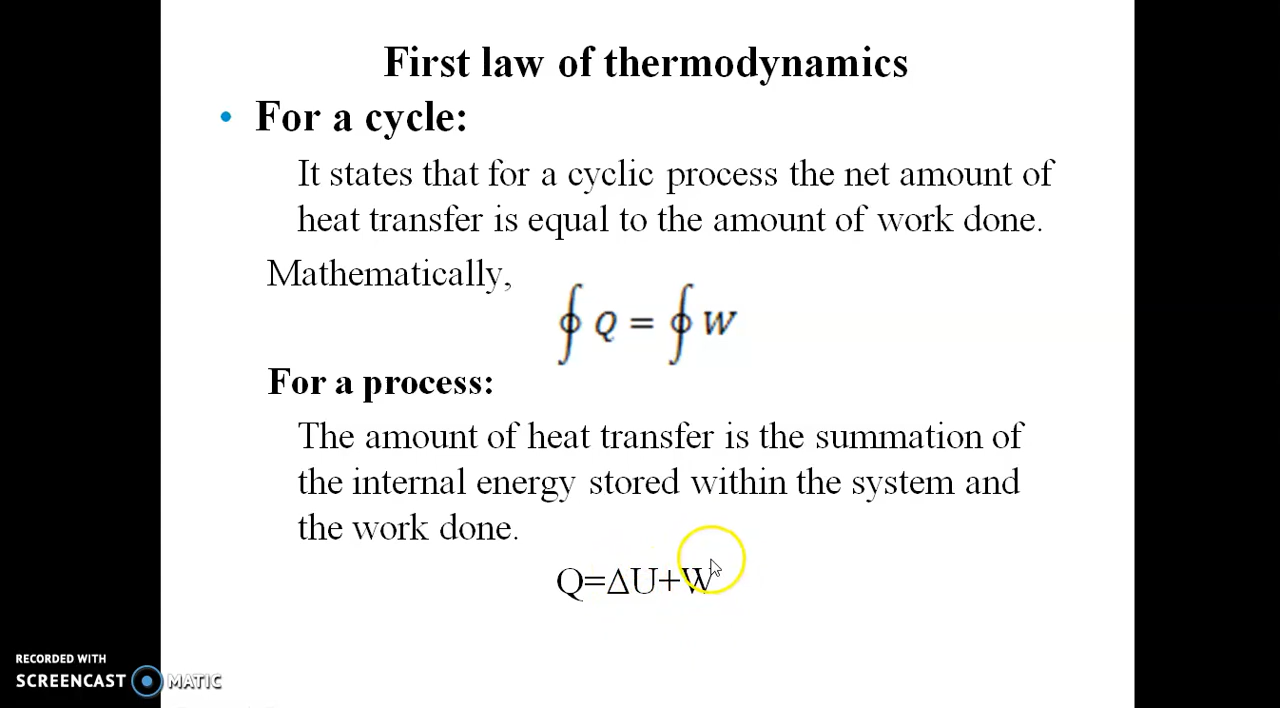 First law of thermodynamics
• For a cycle:
It states that for a cyclic process the net amount of
heat transfer is equal to the amount of work done.
Mathematically,
∮ Q = ∮ W
For a process:
The amount of heat transfer is the summation of
the internal energy stored within the system and
the work done.
Q=ΔU+W
RECORDED WITH
SCREENCAST MATIC